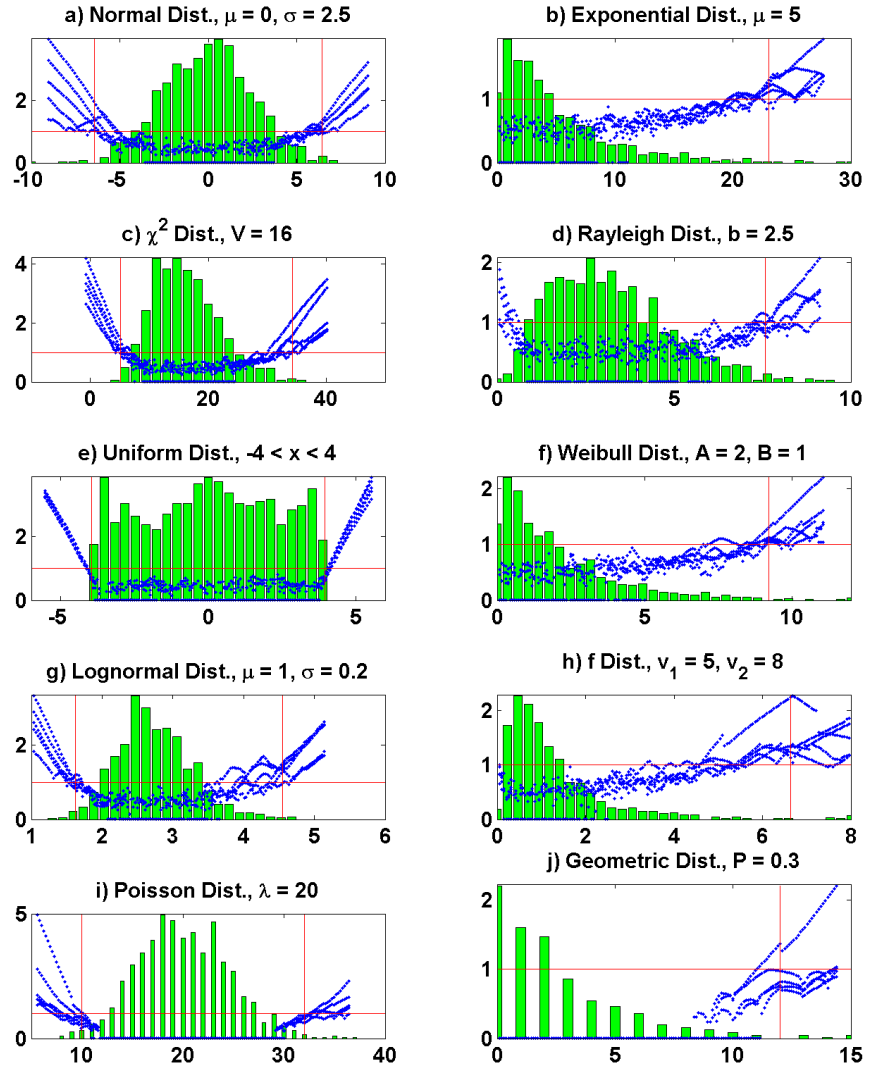 a) Normal Dist., μ = 0, σ = 2.5
2
1
0
-10 -5 0 5 10
b) Exponential Dist., μ = 5
1
0
0 10 20 30
c) χ² Dist., V = 16
4
2
1
0
0 20 40
d) Rayleigh Dist., b = 2.5
2
1
0
0 5 10
e) Uniform Dist., -4 < x < 4
2
1
0
-5 0 5
f) Weibull Dist., A = 2, B = 1
2
1
0
0 5 10
g) Lognormal Dist., μ = 1, σ = 0.2
2
1
0
1 2 3 4 5 6
h) f Dist., v₁ = 5, v₂ = 8
2
1
0
0 2 4 6 8
i) Poisson Dist., λ = 20
5
1
0
10 20 30 40
j) Geometric Dist., P = 0.3
2
1
0
0 5 10 15